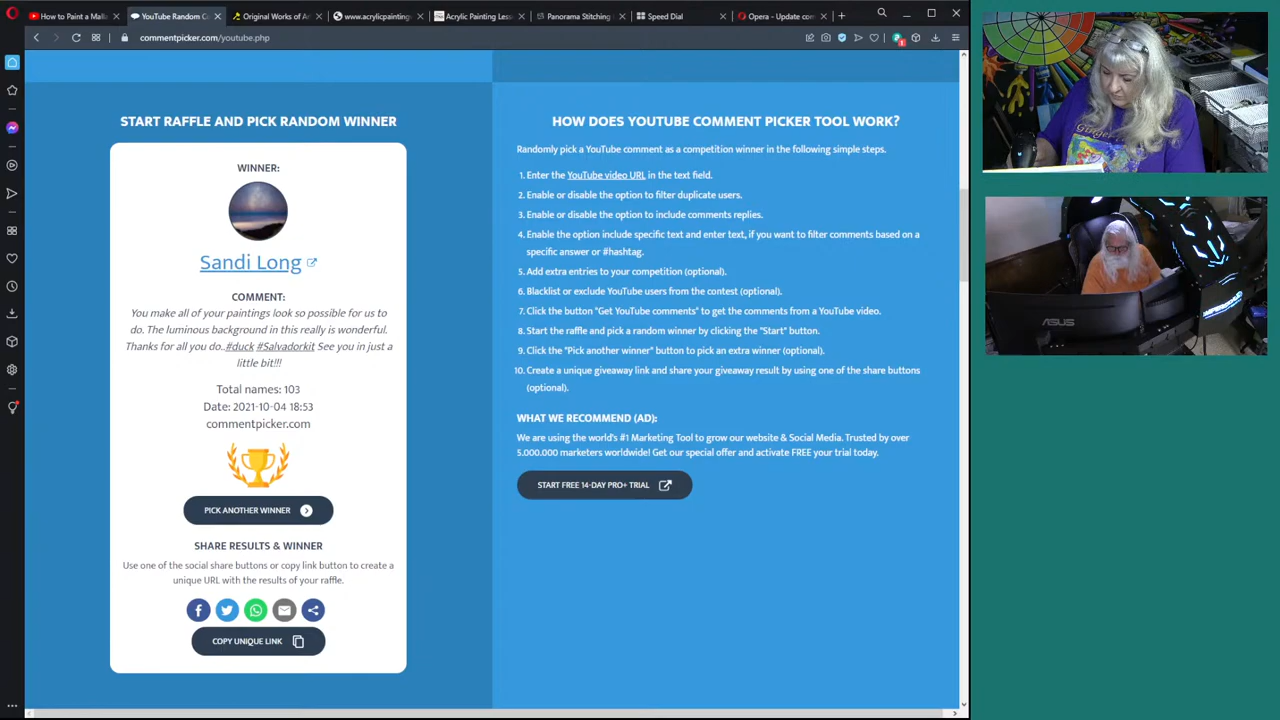 How to Paint a Mall
YouTube Random C
Original Works of Ar
www.acrylicpainting
Acrylic Painting Less
Panorama Stitching
Speed Dial
Opera - Update com
commentpicker.com/youtube.php
START RAFFLE AND PICK RANDOM WINNER
WINNER:
Sandi Long
COMMENT:
You make all of your paintings look so possible for us to
do. The luminous background in this really is wonderful.
Thanks for all you do..#duck #Salvadorkit See you in just a
little bit!!!
Total names: 103
Date: 2021-10-04 18:53
commentpicker.com
PICK ANOTHER WINNER
SHARE RESULTS & WINNER
Use one of the social share buttons or copy link button to create a
unique URL with the results of your raffle.
COPY UNIQUE LINK
HOW DOES YOUTUBE COMMENT PICKER TOOL WORK?
Randomly pick a YouTube comment as a competition winner in the following simple steps.
1. Enter the YouTube video URL in the text field.
2. Enable or disable the option to filter duplicate users.
3. Enable or disable the option to include comments replies.
4. Enable the option include specific text and enter text, if you want to filter comments based on a
specific answer or #hashtag.
5. Add extra entries to your competition (optional).
6. Blacklist or exclude YouTube users from the contest (optional).
7. Click the button "Get YouTube comments" to get the comments from a YouTube video.
8. Start the raffle and pick a random winner by clicking the "Start" button.
9. Click the "Pick another winner" button to pick an extra winner (optional).
10. Create a unique giveaway link and share your giveaway result by using one of the share buttons
(optional).
WHAT WE RECOMMEND (AD):
We are using the world's #1 Marketing Tool to grow our website & Social Media. Trusted by over
5.000.000 marketers worldwide! Get our special offer and activate FREE your trial today.
START FREE 14-DAY PRO+ TRIAL
ASUS